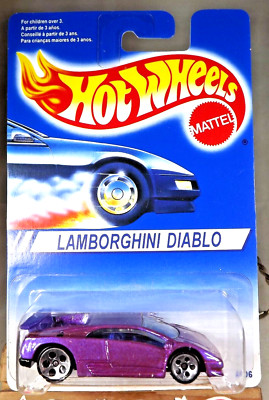 For children over 3.
A partir de 3 años.
Conseillé à partir de 3 ans.
Para crianças maiores de 3 anos.
HOT WHEELS
MATTEL
®
LAMBORGHINI DIABLO